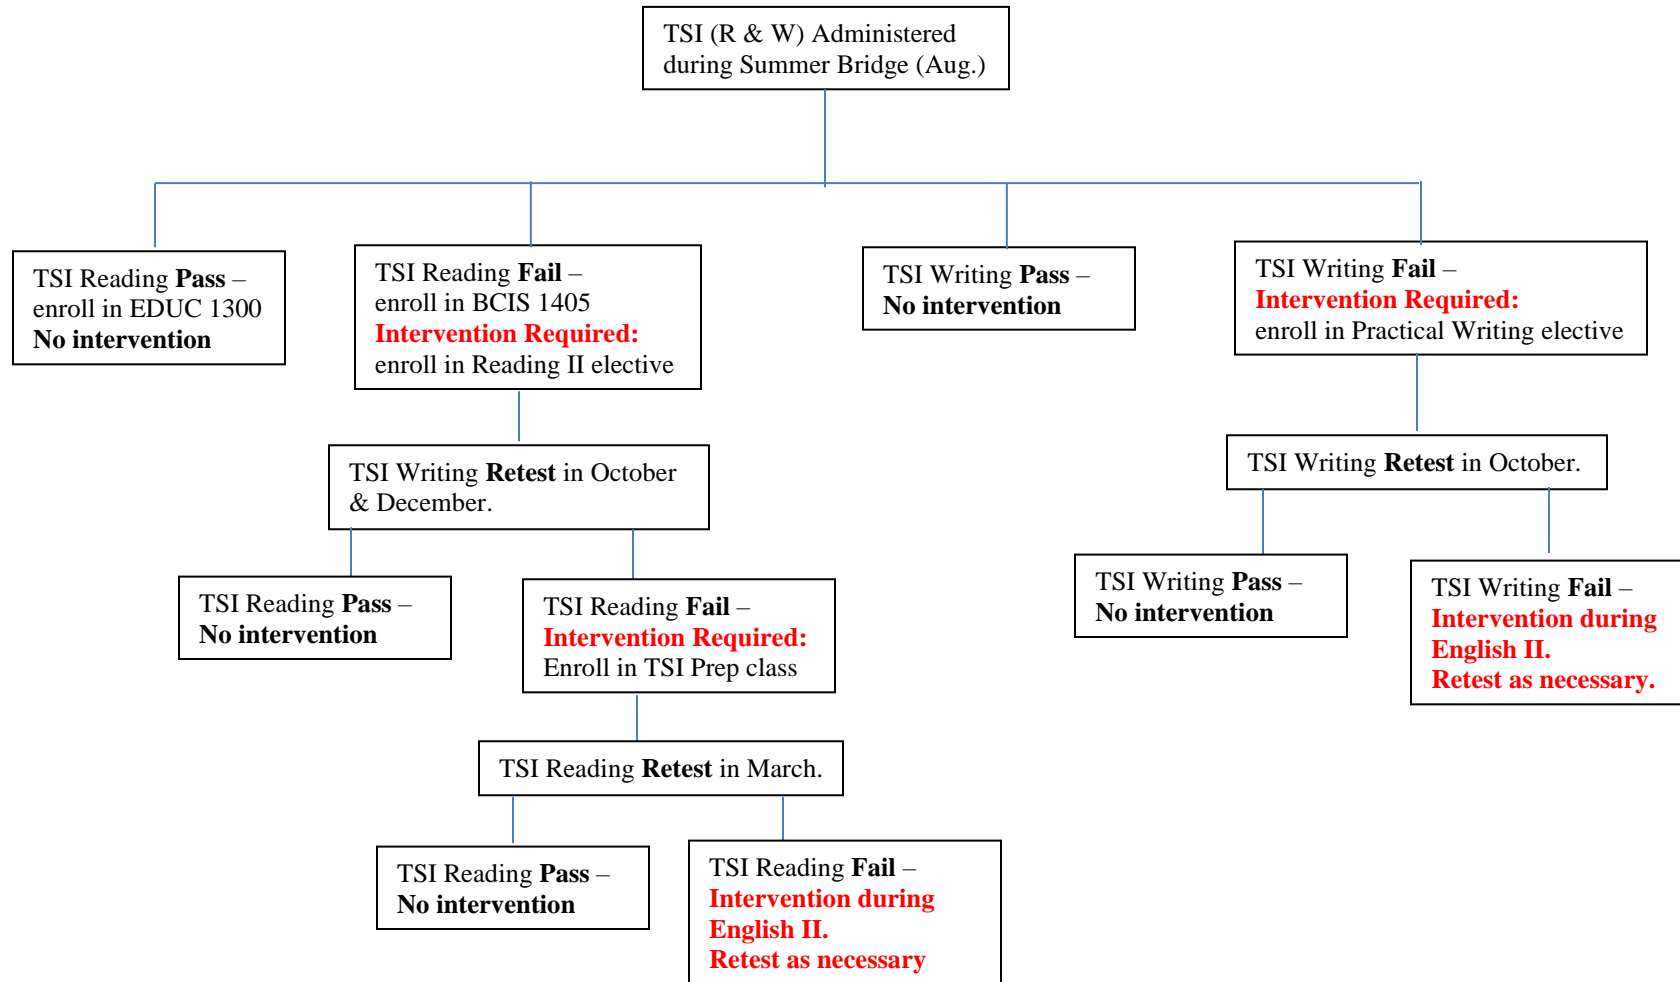 TSI (R & W) Administered
during Summer Bridge (Aug.)
TSI Reading Pass –
enroll in EDUC 1300
No intervention
TSI Reading Fail –
enroll in BCIS 1405
Intervention Required:
enroll in Reading II elective
TSI Writing Pass –
No intervention
TSI Writing Fail –
Intervention Required:
enroll in Practical Writing elective
TSI Writing Retest in October
& December.
TSI Writing Retest in October.
TSI Reading Pass –
No intervention
TSI Reading Fail –
Intervention Required:
Enroll in TSI Prep class
TSI Writing Pass –
No intervention
TSI Writing Fail –
Intervention during
English II.
Retest as necessary.
TSI Reading Retest in March.
TSI Reading Pass –
No intervention
TSI Reading Fail –
Intervention during
English II.
Retest as necessary